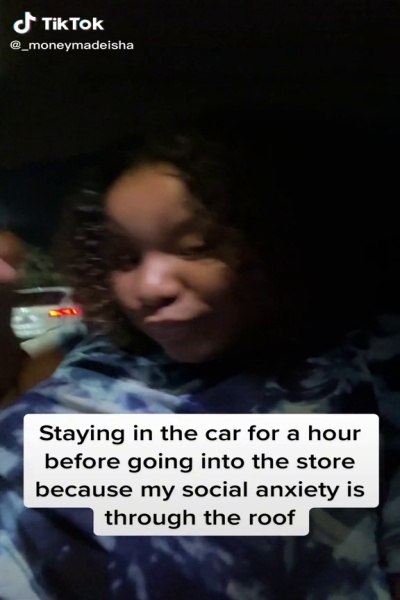 TikTok
@_moneymadeisha
Staying in the car for a hour
before going into the store
because my social anxiety is
through the roof